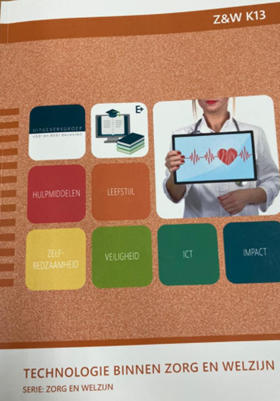 Z&W K13
UITGEVERSGROEP
E+
HULPMIDDELEN
LEEFSTIJL
ZELF-
REDZAAMHEID
VEILIGHEID
ICT
IMPACT
TECHNOLOGIE BINNEN ZORG EN WELZIJN
SERIE: ZORG EN WELZIJN